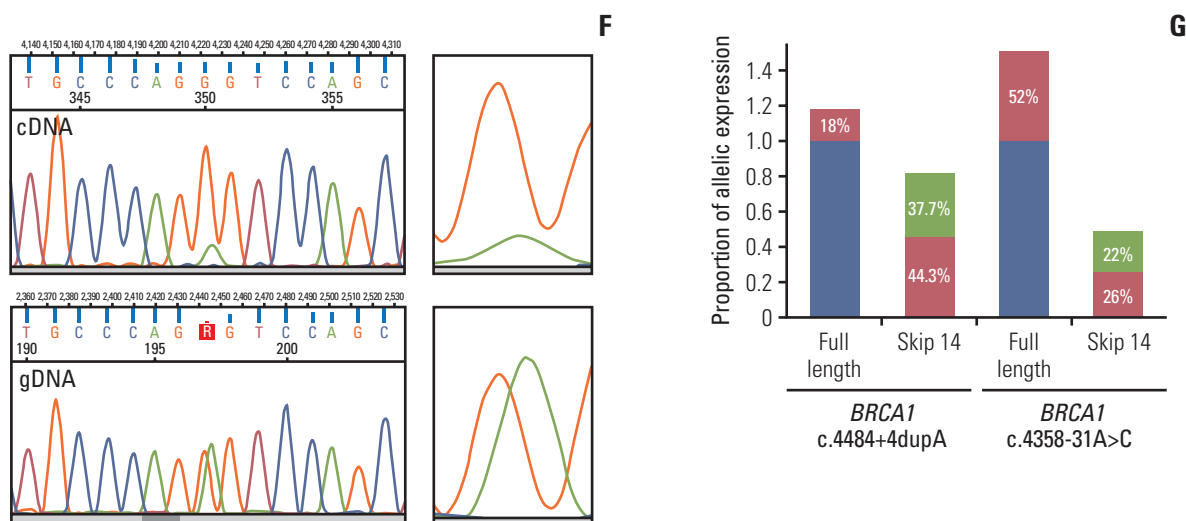 F
4,140 4,150 4,160 4,170 4,180 4,190 4,200 4,210 4,220 4,230 4,240 4,250 4,260 4,270 4,280 4,290 4,300 4,310
T G C C C A G G G T C C A G C
345 350 355
cDNA
2,360 2,370 2,380 2,390 2,400 2,410 2,420 2,430 2,440 2,450 2,460 2,470 2,480 2,490 2,500 2,510 2,520 2,530
T G C C C A G R G T C C A G C
190 195 200
gDNA
G
Proportion of allelic expression
1.4
1.2
1.0
0.8
0.6
0.4
0.2
0
18%
37.7%
44.3%
52%
22%
26%
Full length
Skip 14
Full length
Skip 14
BRCA1
c.4484+4dupA
BRCA1
c.4358-31A>C